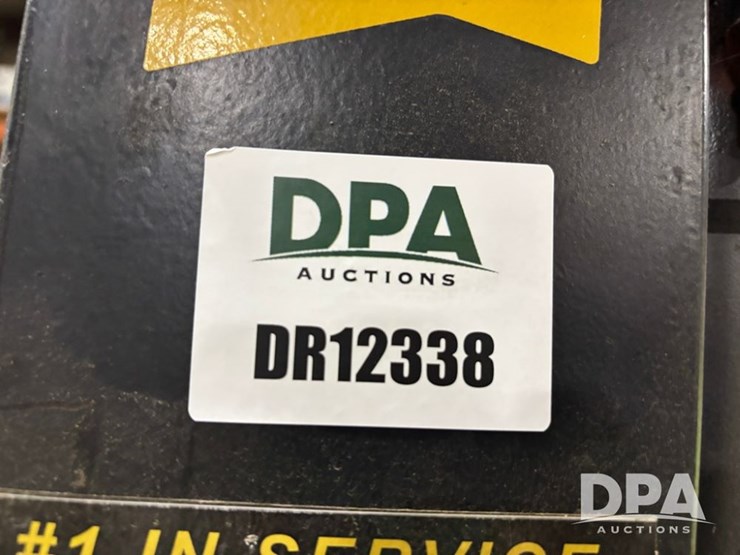 DPA
AUCTIONS
DR12338
#1 IN SERVICE
DPA
AUCTIONS